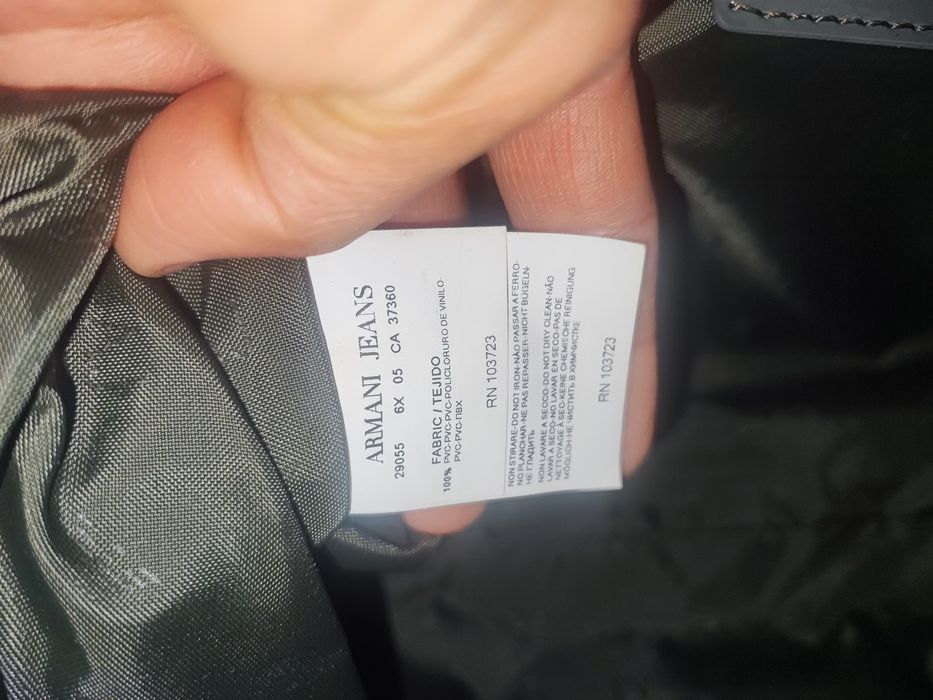 ARMANI JEANS
29055 6X 05 CA 37360
FABRIC / TEJIDO
100% PVC-PVC-PVC-POLICLORURO DE VINILO-
PVC-PVC-ПВХ
RN 103723
NON STIRARE-DO NOT IRON-NÃO PASSAR A FERRO-
NO PLANCHAR-NE PAS REPASSER-NICHT BÜGELN-
НЕ ГЛАДИТЬ
NON LAVARE A SECCO-DO NOT DRY CLEAN-NÃO
LAVAR A SECO-NO LAVAR EN SECO-PAS DE
NETTOYAGE À SEC-KEINE CHEMISCHE REINIGUNG
MÖGLICH-НЕ ЧИСТИТЬ В ХИМЧИСТКЕ
RN 103723